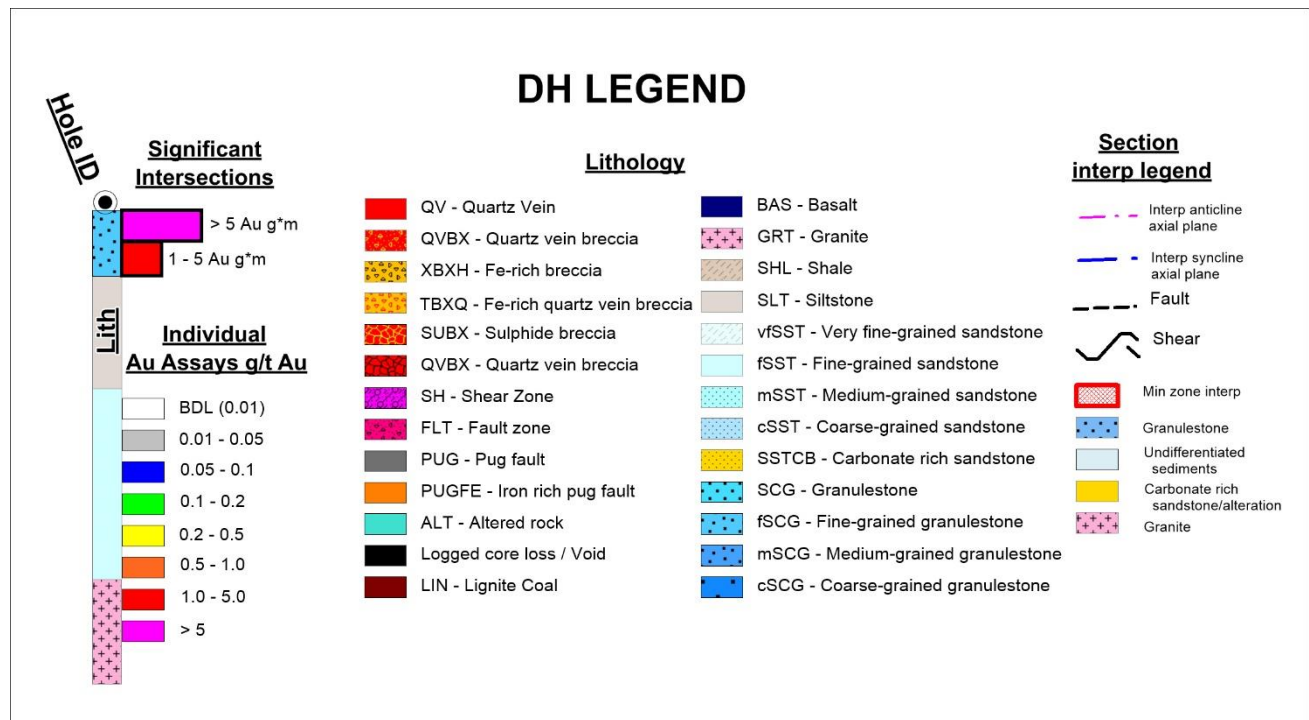 DH LEGEND
Hole ID
Significant
Intersections
> 5 Au g*m
1 - 5 Au g*m
Lith
Individual
Au Assays g/t Au
BDL (0.01)
0.01 - 0.05
0.05 - 0.1
0.1 - 0.2
0.2 - 0.5
0.5 - 1.0
1.0 - 5.0
> 5
Lithology
QV - Quartz Vein
QVBX - Quartz vein breccia
XBXH - Fe-rich breccia
TBXQ - Fe-rich quartz vein breccia
SUBX - Sulphide breccia
QVBX - Quartz vein breccia
SH - Shear Zone
FLT - Fault zone
PUG - Pug fault
PUGFE - Iron rich pug fault
ALT - Altered rock
Logged core loss / Void
LIN - Lignite Coal
BAS - Basalt
GRT - Granite
SHL - Shale
SLT - Siltstone
vfSST - Very fine-grained sandstone
fSST - Fine-grained sandstone
mSST - Medium-grained sandstone
cSST - Coarse-grained sandstone
SSTCB - Carbonate rich sandstone
SCG - Granulestone
fSCG - Fine-grained granulestone
mSCG - Medium-grained granulestone
cSCG - Coarse-grained granulestone
Section
interp legend
Interp anticline
axial plane
Interp syncline
axial plane
Fault
Shear
Min zone interp
Granulestone
Undifferentiated
sediments
Carbonate rich
sandstone/alteration
Granite